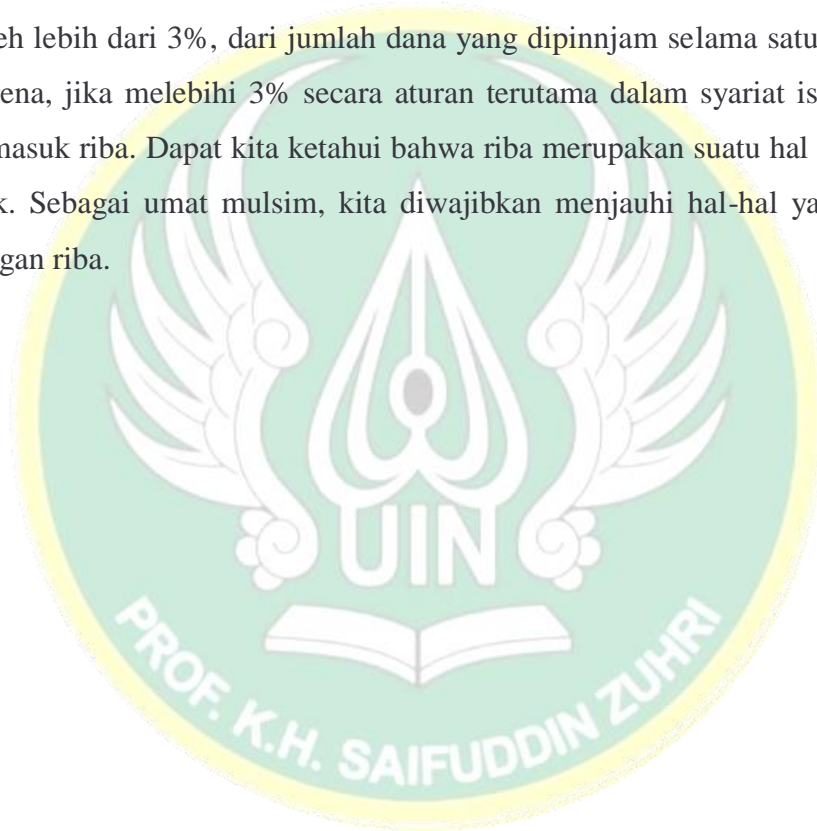 eh lebih dari 3%, dari jumlah dana yang dipinnjam selama satu
ena, jika melebihi 3% secara aturan terutama dalam syariat is
masuk riba. Dapat kita ketahui bahwa riba merupakan suatu hal
k. Sebagai umat mulsim, kita diwajibkan menjauhi hal-hal ya
gan riba.
UIN
PROF. K.H. SAIFUDDIN ZUHRI